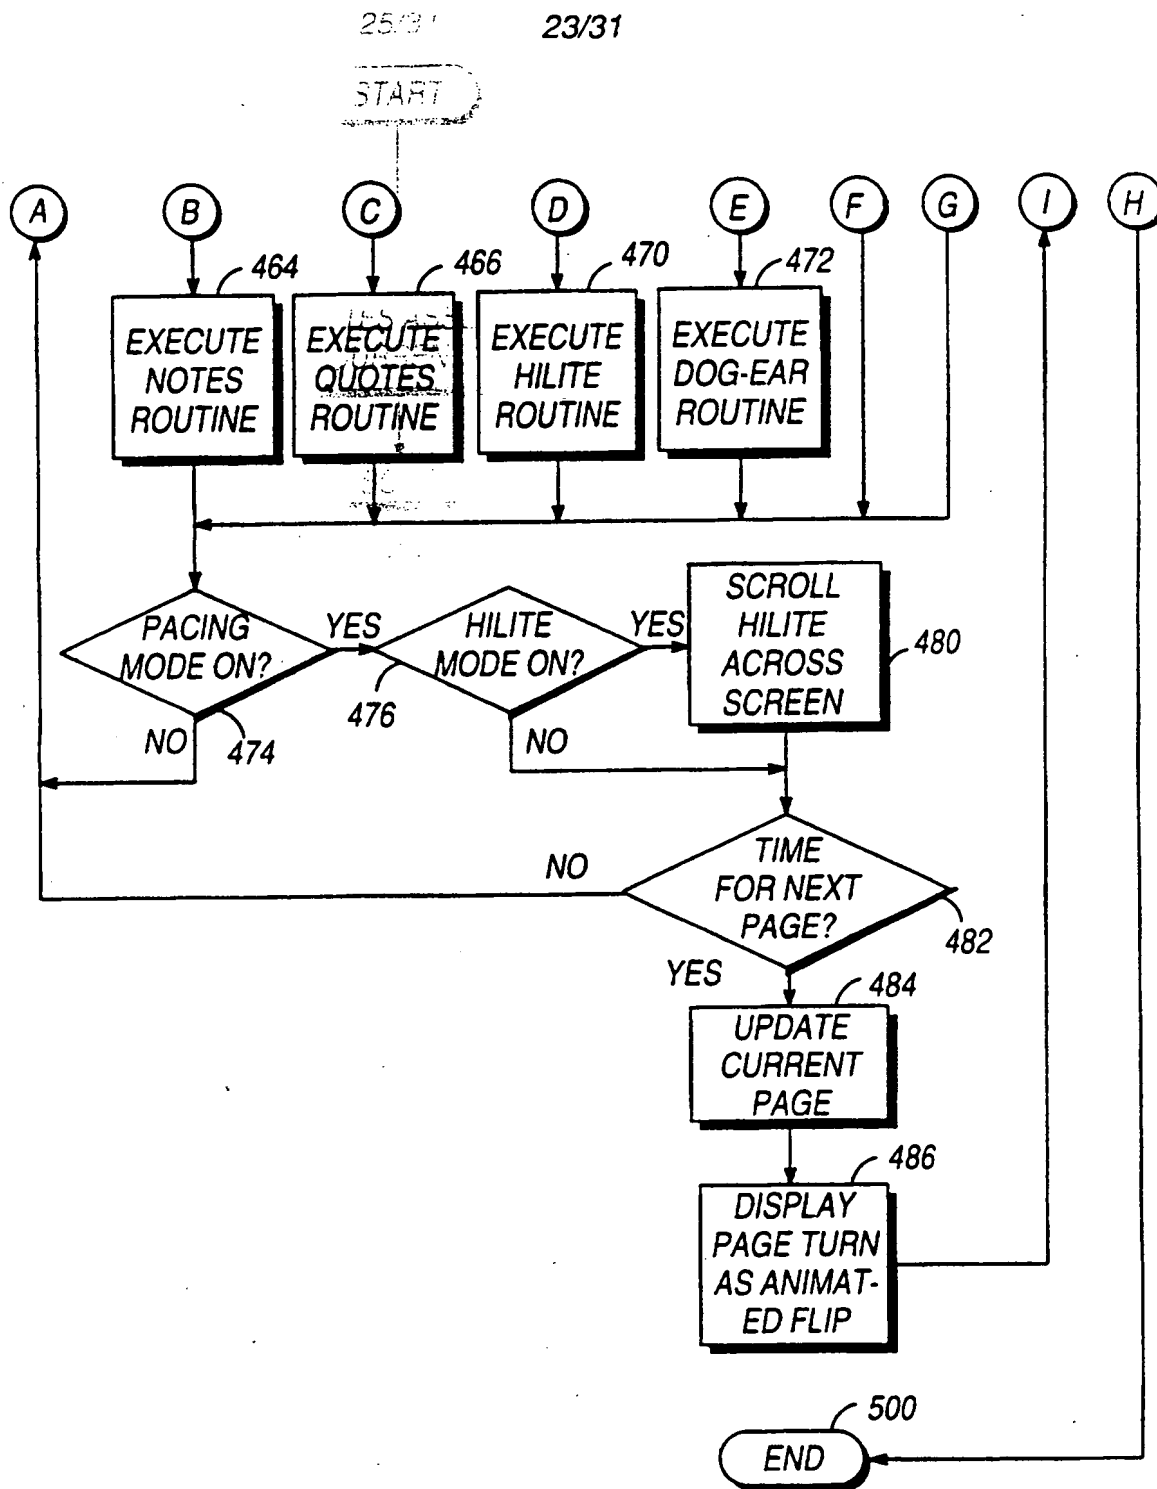 25/31 23/31
START
A B C D E F G I H
464 466 470 472
EXECUTE
NOTES
ROUTINE
EXECUTE
QUOTES
ROUTINE
EXECUTE
HILITE
ROUTINE
EXECUTE
DOG-EAR
ROUTINE
PACING
MODE ON?
YES
474
NO
HILITE
MODE ON?
YES
476
NO
SCROLL
HILITE
ACROSS
SCREEN
480
TIME
FOR NEXT
PAGE?
NO
482
YES
484
UPDATE
CURRENT
PAGE
486
DISPLAY
PAGE TURN
AS ANIMAT-
ED FLIP
500
END